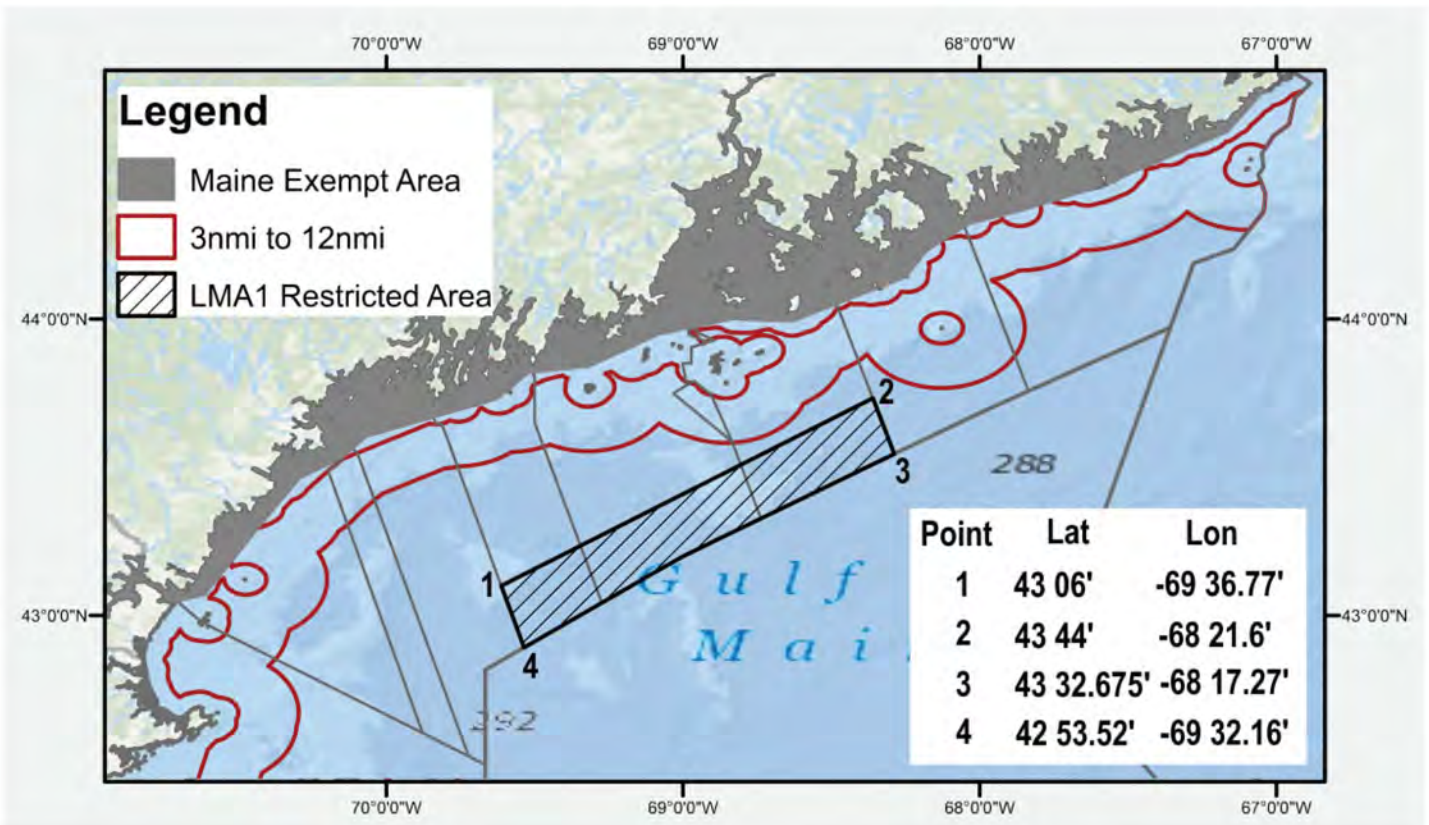 70°0'0"W 69°0'0"W 68°0'0"W 67°0'0"W
Legend
Maine Exempt Area
3nmi to 12nmi
LMA1 Restricted Area
44°0'0"N 44°0'0"N
2
3
288
1
Gulf
Mai
43°0'0"N 43°0'0"N
4
292
Point Lat Lon
1 43 06' -69 36.77'
2 43 44' -68 21.6'
3 43 32.675' -68 17.27'
4 42 53.52' -69 32.16'
70°0'0"W 69°0'0"W 68°0'0"W 67°0'0"W